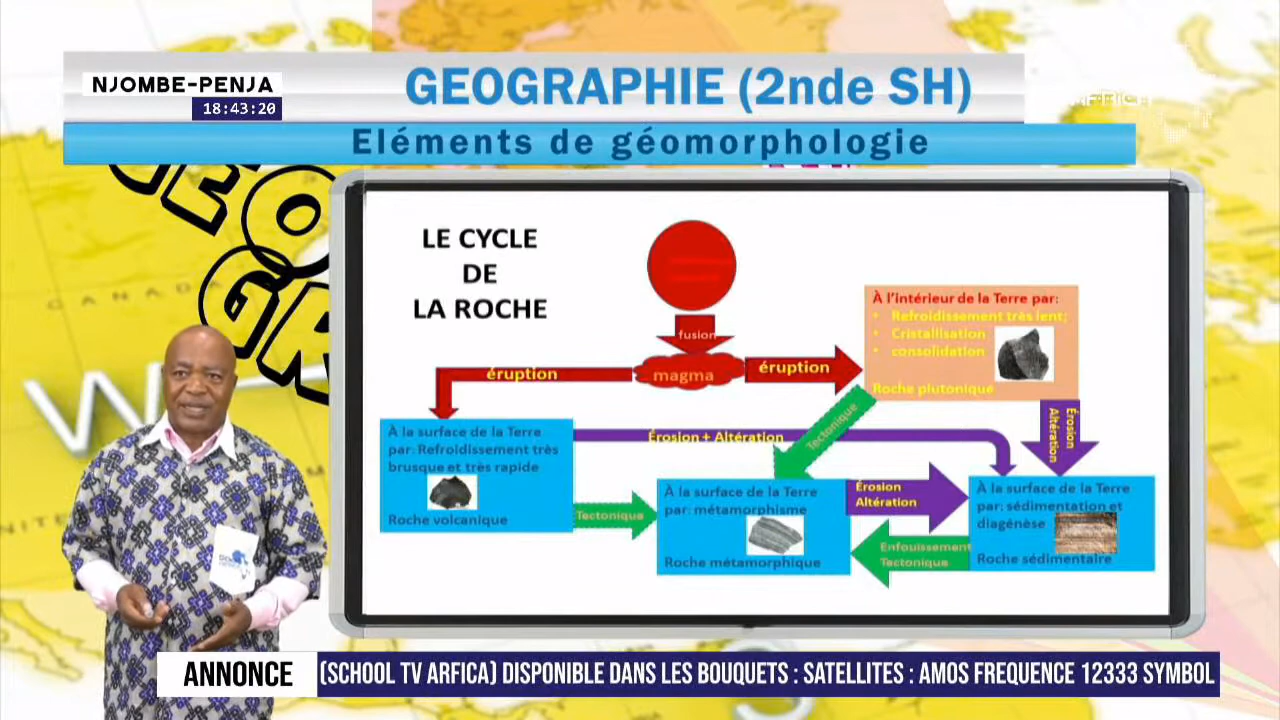 NJOMBE-PENJA
18:43:20
GEOGRAPHIE (2nde SH)
Eléments de géomorphologie
LE CYCLE
DE
LA ROCHE
fusion
magma
éruption
éruption
À l'intérieur de la Terre par:
• Refroidissement très lent;
• Cristallisation
• consolidation
Roche plutonique
À la surface de la Terre
par: Refroidissement très
brusque et très rapide
Roche volcanique
Érosion + Altération
Tectonique
Érosion
Altération
Tectonique
À la surface de la Terre
par: métamorphisme
Roche métamorphique
Érosion
Altération
Enfouissement
Tectonique
À la surface de la Terre
par: sédimentation et
diagénèse
Roche sédimentaire
CANADA
ANNONCE
(SCHOOL TV ARFICA) DISPONIBLE DANS LES BOUQUETS : SATELLITES : AMOS FREQUENCE 12333 SYMBOL